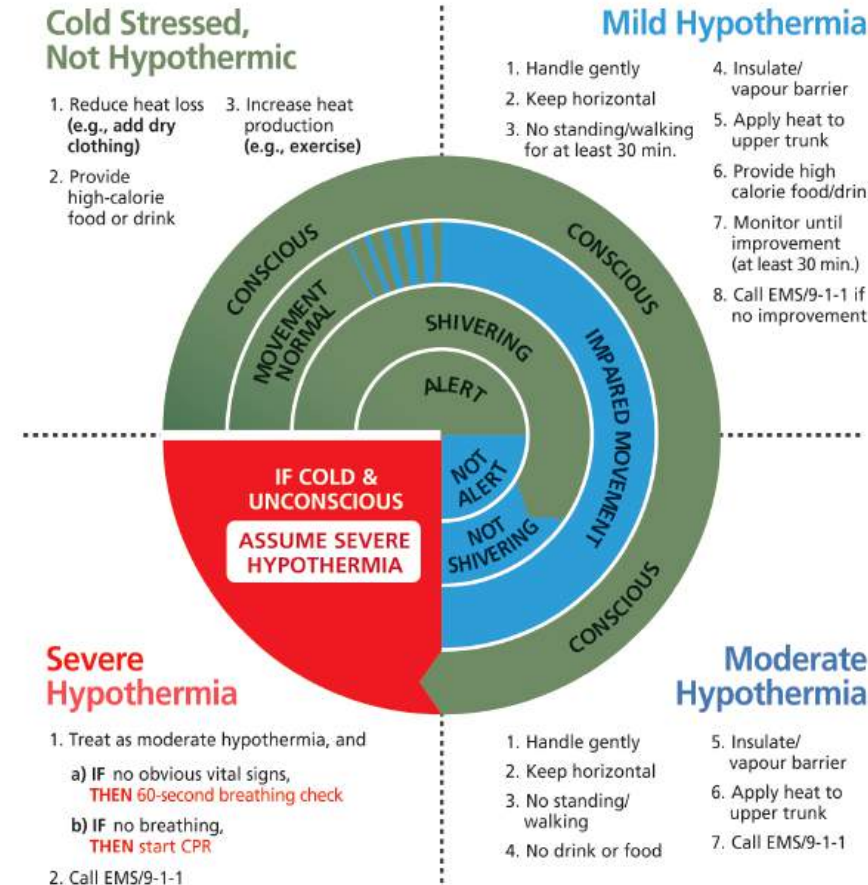 Cold Stressed,
Not Hypothermic
1. Reduce heat loss
(e.g., add dry
clothing)
2. Provide
high-calorie
food or drink
3. Increase heat
production
(e.g., exercise)
Mild Hypothermia
1. Handle gently
2. Keep horizontal
3. No standing/walking
for at least 30 min.
4. Insulate/
vapour barrier
5. Apply heat to
upper trunk
6. Provide high
calorie food/drin
7. Monitor until
improvement
(at least 30 min.)
8. Call EMS/9-1-1 if
no improvement
CONSCIOUS
MOVEMENT
NORMAL
SHIVERING
ALERT
CONSCIOUS
IMPAIRED MOVEMENT
NOT
ALERT
NOT
SHIVERING
CONSCIOUS
IF COLD &
UNCONSCIOUS
ASSUME SEVERE
HYPOTHERMIA
Severe
Hypothermia
1. Treat as moderate hypothermia, and
a) IF no obvious vital signs,
THEN 60-second breathing check
b) IF no breathing,
THEN start CPR
2. Call EMS/9-1-1
Moderate
Hypothermia
1. Handle gently
2. Keep horizontal
3. No standing/
walking
4. No drink or food
5. Insulate/
vapour barrier
6. Apply heat to
upper trunk
7. Call EMS/9-1-1